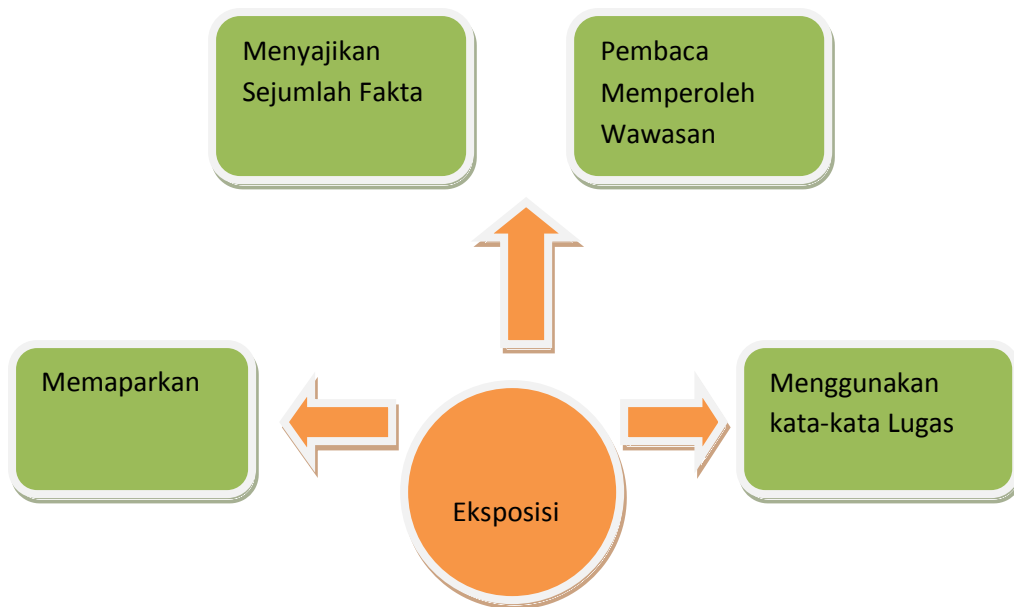 Menyajikan
Sejumlah Fakta
Pembaca
Memperoleh
Wawasan
Memaparkan
Menggunakan
kata-kata Lugas
Eksposisi